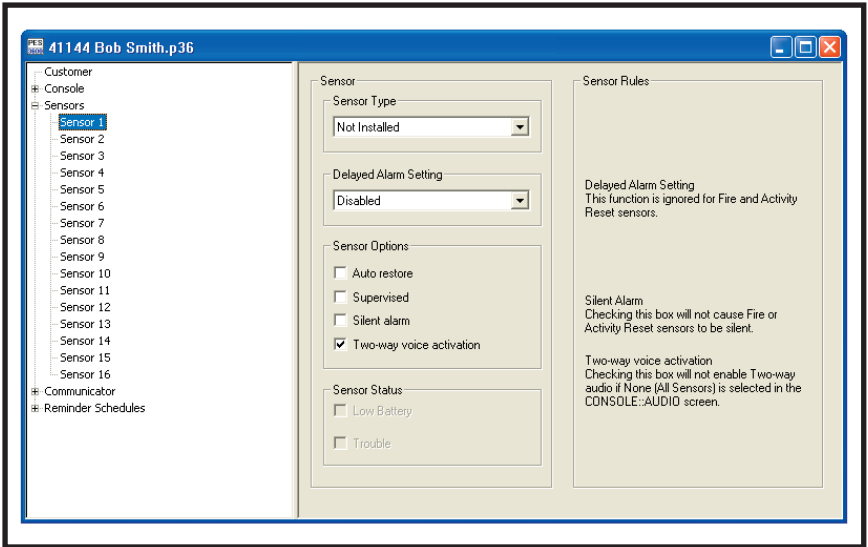 PES
3600
41144 Bob Smith.p36
Customer
Console
Sensors
Sensor 1
Sensor 2
Sensor 3
Sensor 4
Sensor 5
Sensor 6
Sensor 7
Sensor 8
Sensor 9
Sensor 10
Sensor 11
Sensor 12
Sensor 13
Sensor 14
Sensor 15
Sensor 16
Communicator
Reminder Schedules
Sensor
Sensor Type
Not Installed
Delayed Alarm Setting
Disabled
Sensor Options
Auto restore
Supervised
Silent alarm
Two-way voice activation
Sensor Status
Low Battery
Trouble
Sensor Rules
Delayed Alarm Setting
This function is ignored for Fire and Activity
Reset sensors.
Silent Alarm
Checking this box will not cause Fire or
Activity Reset sensors to be silent.
Two-way voice activation
Checking this box will not enable Two-way
audio if None (All Sensors) is selected in the
CONSOLE::AUDIO screen.